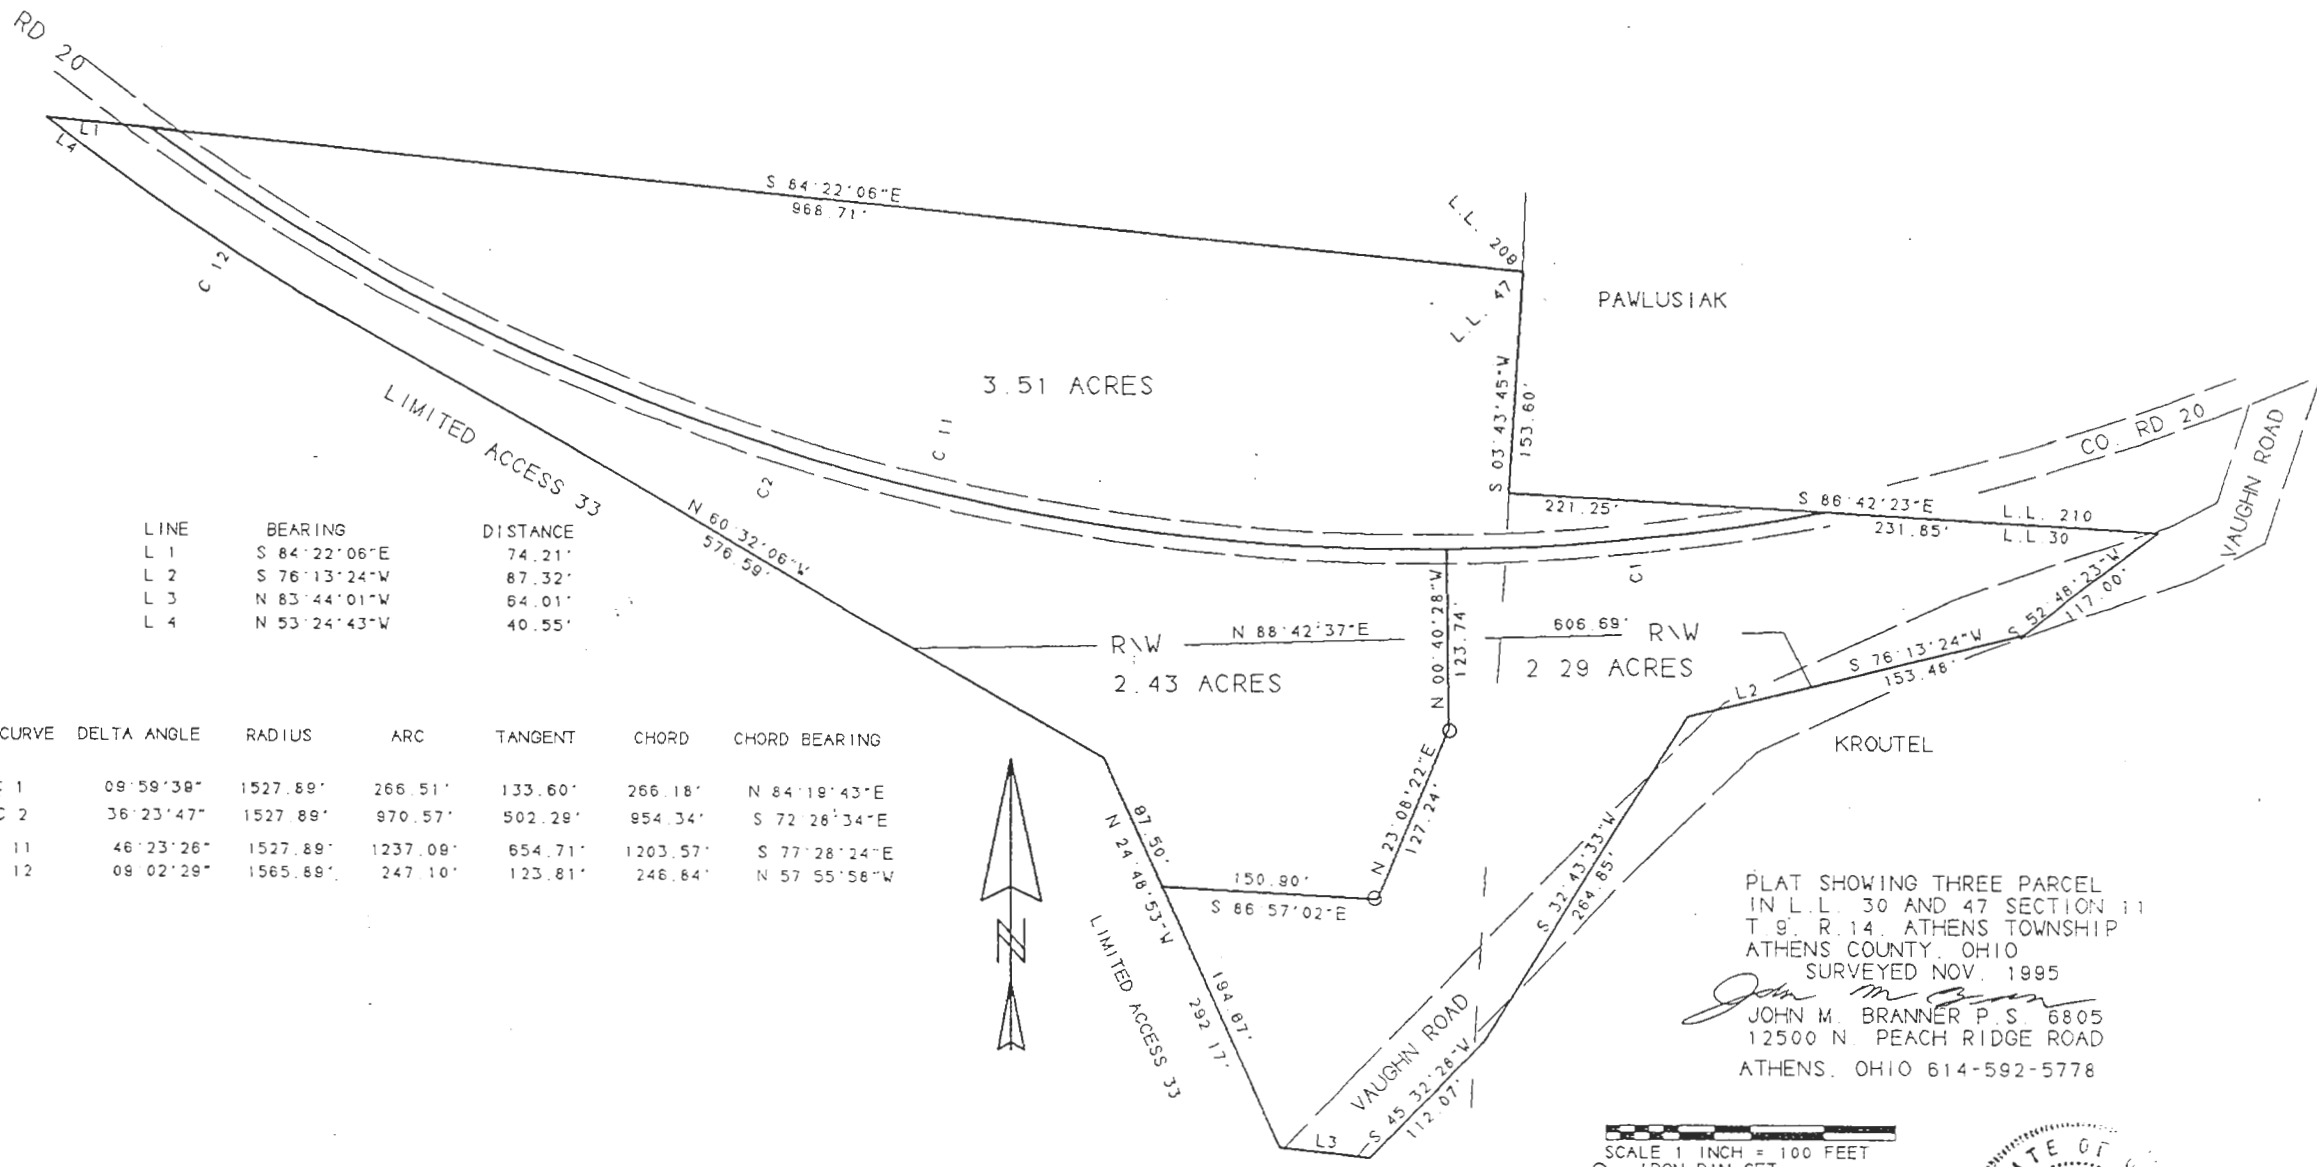 RD 20
L1
L4
S 84°22'06"E
968.71'
C 12
L.L. 208
L.L. 47
PAWLUSIAK
3.51 ACRES
S 03°43'45"W
153.60'
LIMITED ACCESS 33
C 11
C2
N 60°32'06"W
576.59'
221.25'
S 86°42'23"E
231.85'
L.L. 210
L.L. 30
CO. RD 20
VAUGHN ROAD
C1
LINE BEARING DISTANCE
L 1 S 84°22'06"E 74.21'
L 2 S 76°13'24"W 87.32'
L 3 N 83°44'01"W 64.01'
L 4 N 53°24'43"W 40.55'
R\W N 88°42'37"E 606.69' R\W
2.43 ACRES
2 29 ACRES
N 00°40'28"W
123.74'
S 52°48'23"W
117.00'
S 76°13'24"W
153.48'
L2
KROUTEL
CURVE DELTA ANGLE RADIUS ARC TANGENT CHORD CHORD BEARING
C 1 09°59'39" 1527.89' 266.51' 133.60' 266.18' N 84°19'43"E
C 2 36°23'47" 1527.89' 970.57' 502.29' 954.34' S 72°28'34"E
11 46°23'26" 1527.89' 1237.09' 654.71' 1203.57' S 77°28'24"E
12 09°02'29" 1565.89' 247.10' 123.81' 246.84' N 57°55'58"W
87.50'
N 24°48'53"W
150.90'
S 86°57'02"E
N 23°08'22"E
127.24'
N
LIMITED ACCESS 33
194.67'
292.17'
S 32°43'33"W
264.85'
VAUGHN ROAD
S 45°32'28"W
112.07'
L3
PLAT SHOWING THREE PARCEL
IN L.L. 30 AND 47 SECTION 11
T.9. R.14. ATHENS TOWNSHIP
ATHENS COUNTY, OHIO
SURVEYED NOV. 1995
JOHN M. BRANNER P.S. 6805
12500 N. PEACH RIDGE ROAD
ATHENS, OHIO 614-592-5778
SCALE 1 INCH = 100 FEET
IRON PIN SET
ATE OF